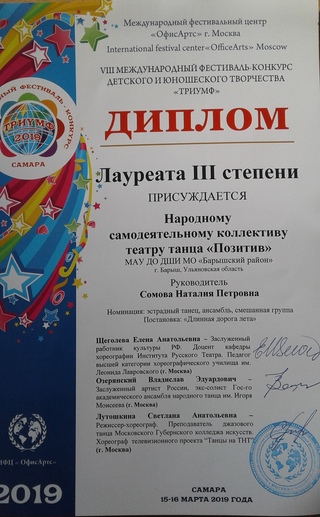 Международный фестивальный центр
«ОфисАртс» г. Москва
International festival center «OfficeArts» Moscow
VIII МЕЖДУНАРОДНЫЙ ФЕСТИВАЛЬ-КОНКУРС
ДЕТСКОГО И ЮНОШЕСКОГО ТВОРЧЕСТВА
«ТРИУМФ»
ДИПЛОМ
Лауреата III степени
ПРИСУЖДАЕТСЯ
Народному
самодеятельному коллективу
театру танца «Позитив»
МАУ ДО ДШИ МО «Барышский район»
г. Барыш, Ульяновская область
Руководитель
Сомова Наталия Петровна
Номинация: эстрадный танец, ансамбль, смешанная группа
Постановка: «Длинная дорога лета»
Щеголева Елена Анатольевна – Заслуженный
работник культуры РФ. Доцент кафедры
хореографии Института Русского Театра. Педагог
высшей категории хореографического училища им.
Леонида Лавровского (г. Москва)
Озервинский Владислав Эдуардович –
Заслуженный артист России, экс-солист Гос-го
академического ансамбля народного танца им. Игоря
Моисеева (г. Москва)
Лутошкина Светлана Анатольевна –
Режиссер-хореограф. Преподаватель джазового
танца Московского Губернского колледжа искусств.
Хореограф телевизионного проекта "Танцы на ТНТ".
(г. Москва)
САМАРА
15-16 МАРТА 2019 ГОДА
НЫЙ ФЕСТИВАЛЬ-КОНКУРС
ТРИУМФ
2019
САМАРА
МФЦ «ОфисАртс»
2019